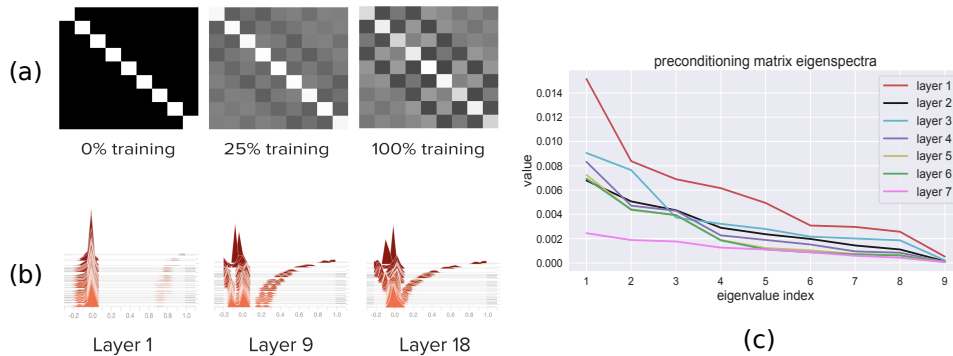 (a)
0% training
25% training
100% training
(b)
-0.2 0.0 0.2 0.4 0.6 0.8 1.0
-0.2 0.0 0.2 0.4 0.6 0.8 1.0
-0.2 0.0 0.2 0.4 0.6 0.8 1.0
Layer 1
Layer 9
Layer 18
preconditioning matrix eigenspectra
value
0.014
0.012
0.010
0.008
0.006
0.004
0.002
0.000
layer 1
layer 2
layer 3
layer 4
layer 5
layer 6
layer 7
1 2 3 4 5 6 7 8 9
eigenvalue index
(c)